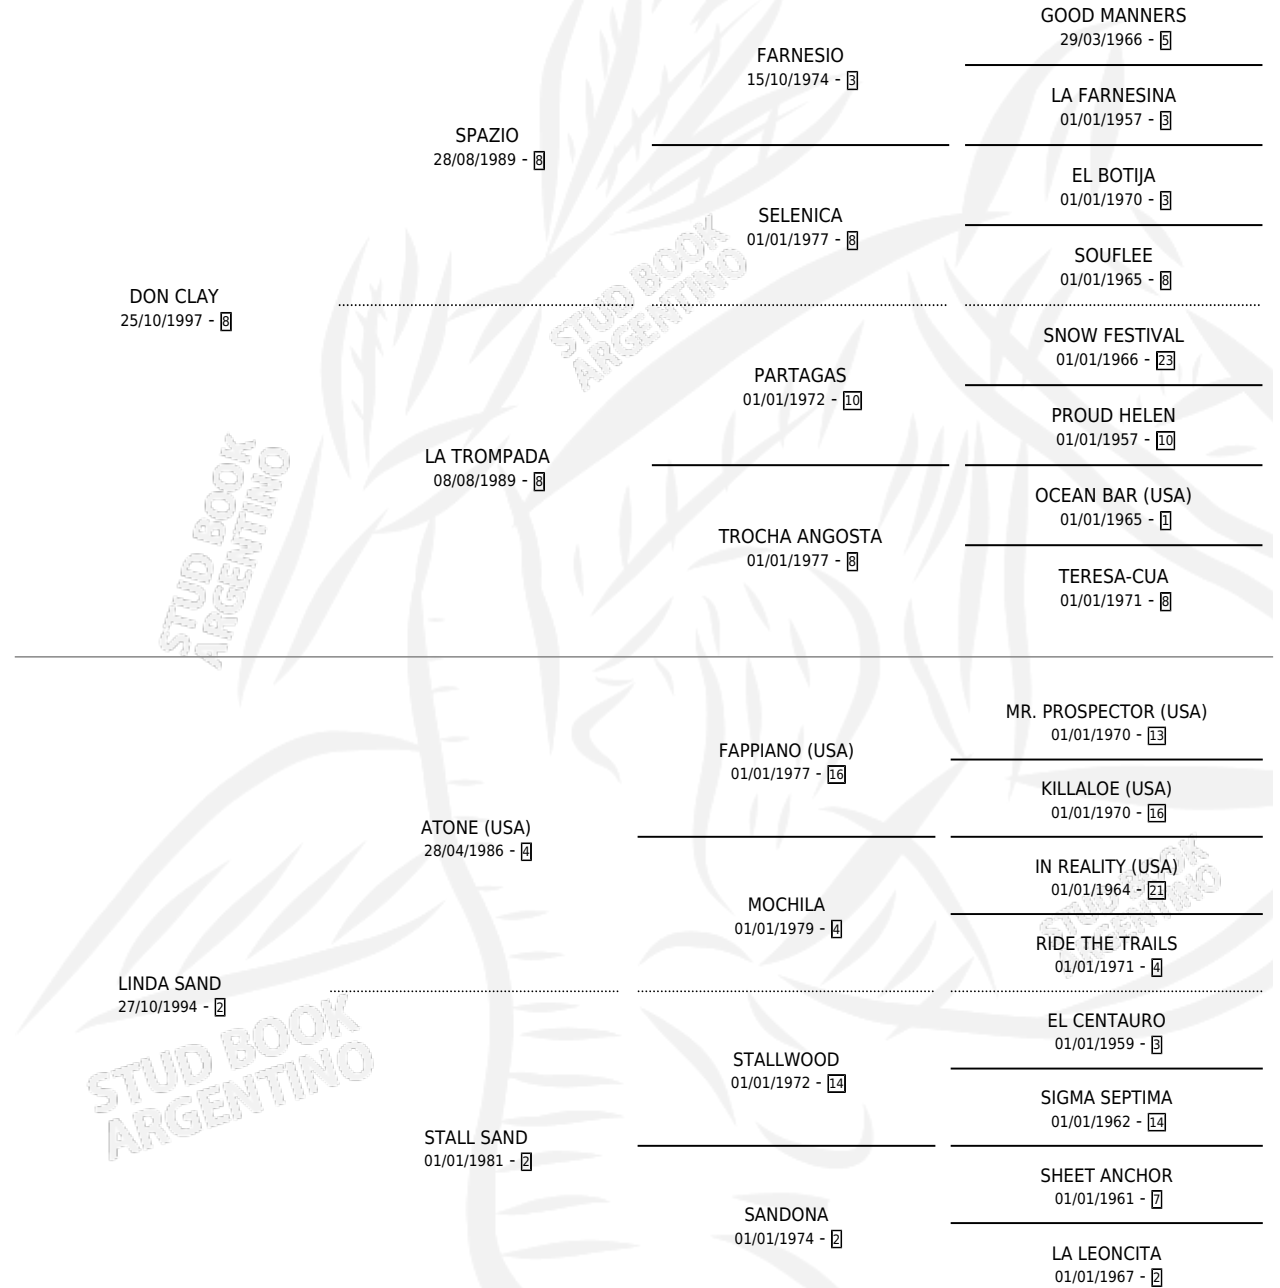 GOOD MANNERS
29/03/1966 - 5
FARNESIO
15/10/1974 - 3
LA FARNESINA
01/01/1957 - 3
SPAZIO
28/08/1989 - 8
EL BOTIJA
01/01/1970 - 3
SELENICA
01/01/1977 - 8
SOUFLEE
01/01/1965 - 8
DON CLAY
25/10/1997 - 8
SNOW FESTIVAL
01/01/1966 - 23
PARTAGAS
01/01/1972 - 10
PROUD HELEN
01/01/1957 - 10
LA TROMPADA
08/08/1989 - 8
OCEAN BAR (USA)
01/01/1965 - 1
TROCHA ANGOSTA
01/01/1977 - 8
TERESA-CUA
01/01/1971 - 8
STUD BOOK
ARGENTINO
STUD BOOK
ARGENTINO
MR. PROSPECTOR (USA)
01/01/1970 - 13
FAPPIANO (USA)
01/01/1977 - 16
KILLALOE (USA)
01/01/1970 - 16
ATONE (USA)
28/04/1986 - 4
IN REALITY (USA)
01/01/1964 - 21
MOCHILA
01/01/1979 - 4
RIDE THE TRAILS
01/01/1971 - 4
LINDA SAND
27/10/1994 - 2
EL CENTAURO
01/01/1959 - 3
STALLWOOD
01/01/1972 - 14
SIGMA SEPTIMA
01/01/1962 - 14
STALL SAND
01/01/1981 - 2
SHEET ANCHOR
01/01/1961 - 7
SANDONA
01/01/1974 - 2
LA LEONCITA
01/01/1967 - 2
STUD BOOK
ARGENTINO
STUD BOOK
ARGENTINO